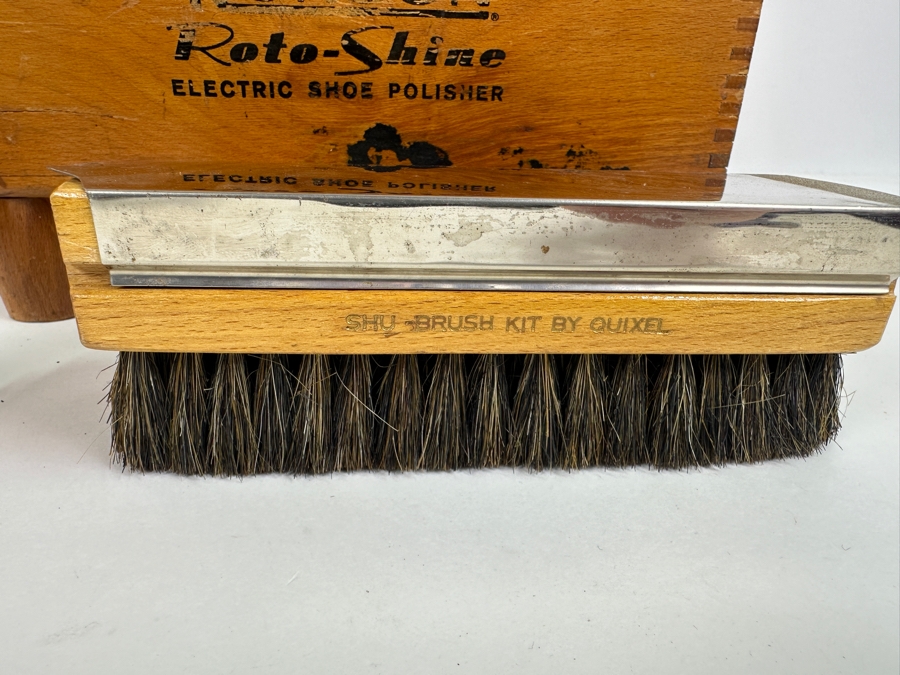 ®
Roto-Shine
ELECTRIC SHOE POLISHER
ELECTRIC SHOE POLISHER
SHU-BRUSH KIT BY QUIXEL